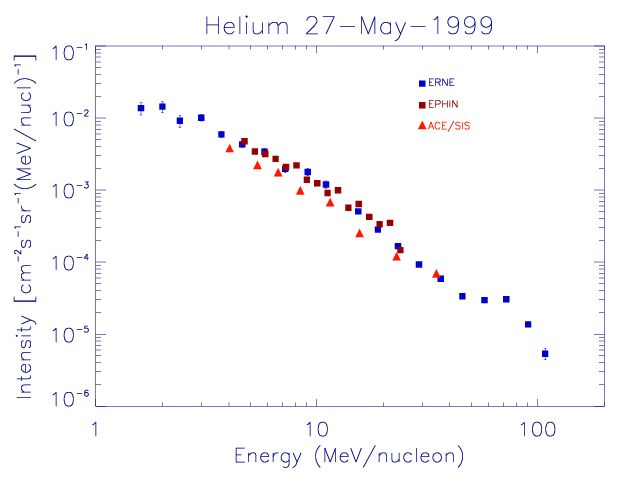 Helium 27-May-1999
10⁻¹
10⁻²
10⁻³
10⁻⁴
10⁻⁵
10⁻⁶
Intensity [cm⁻²s⁻¹sr⁻¹(MeV/nucl)⁻¹]
ERNE
EPHIN
ACE/SIS
1 10 100
Energy (MeV/nucleon)